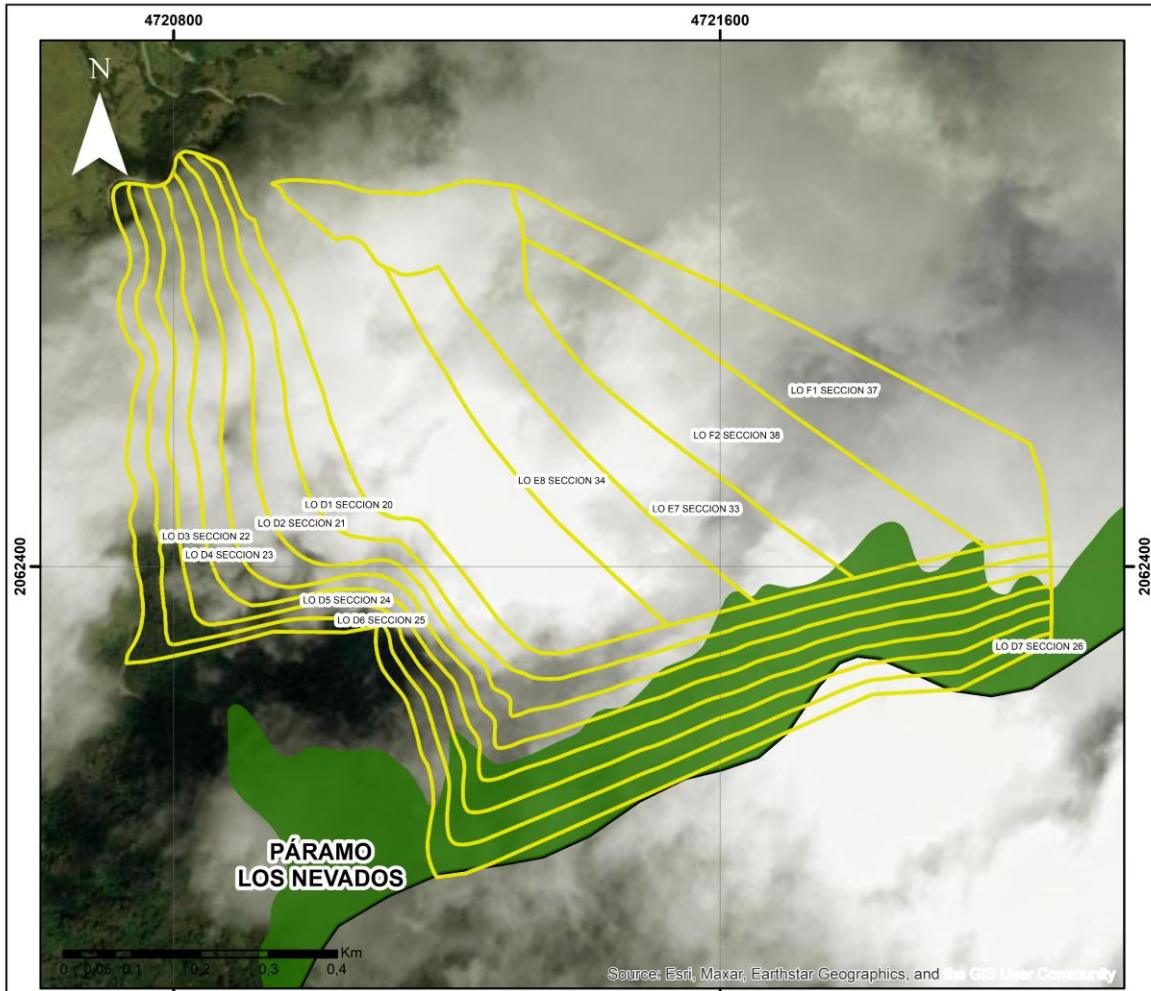 4720800
4721600
N
LO F1 SECCION 37
LO F2 SECCION 38
LO E8 SECCION 34
LO D1 SECCION 20
LO E7 SECCION 33
LO D2 SECCION 21
LO D3 SECCION 22
LO D4 SECCION 23
2062400
2062400
LO D5 SECCION 24
LO D6 SECCION 25
LO D7 SECCION 26
PÁRAMO
LOS NEVADOS
Km
0 0,05 0,1 0,2 0,3 0,4
Source: Esri, Maxar, Earthstar Geographics, and the GIS User Community